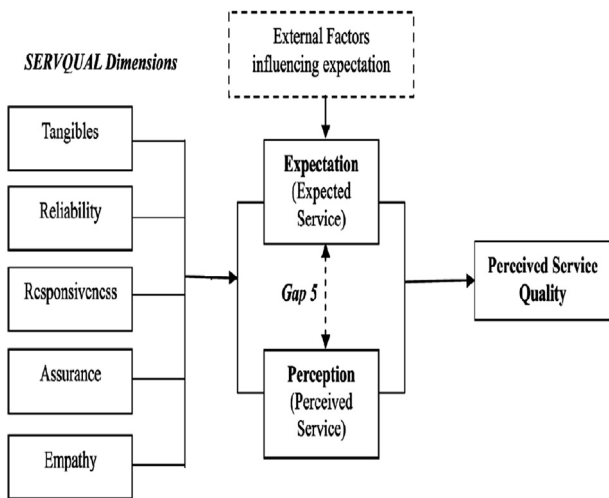 External Factors
influencing expectation
SERVQUAL Dimensions
Tangibles
Reliability
Responsiveness
Assurance
Empathy
Expectation
(Expected
Service)
Gap 5
Perception
(Perceived
Service)
Perceived Service
Quality